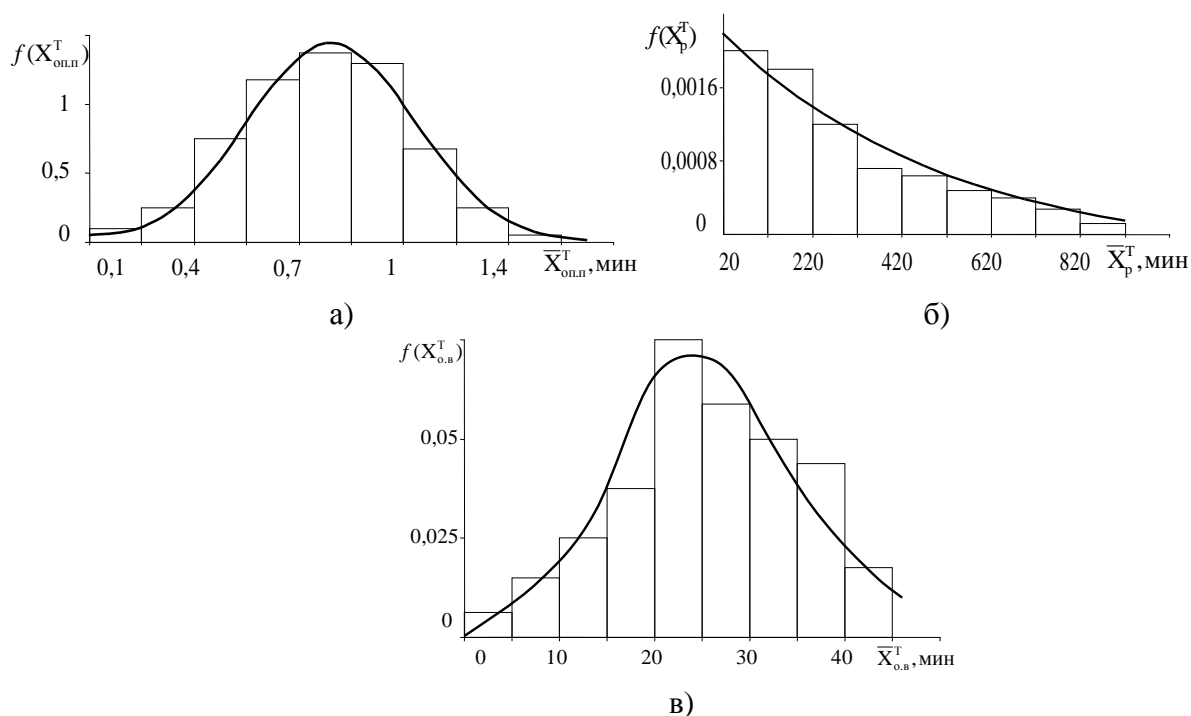 f(X^Т_оп.п)
1
0,5
0
0,1 0,4 0,7 1 1,4 X̅^Т_оп.п, мин
а)
f(X^Т_р)
0,0016
0,0008
0
20 220 420 620 820 X̅^Т_р, мин
б)
f(X^Т_о.в)
0,05
0,025
0
0 10 20 30 40 X̅^Т_о.в, мин
в)